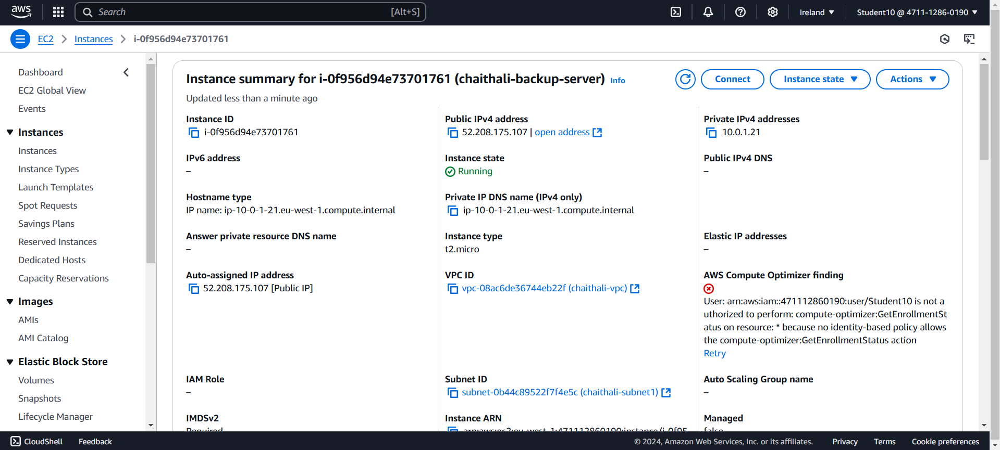 aws
Search
[Alt+S]
Ireland
Student10 @ 4711-1286-0190
EC2
Instances
i-0f956d94e73701761
Dashboard
EC2 Global View
Events
Instances
Instances
Instance Types
Launch Templates
Spot Requests
Savings Plans
Reserved Instances
Dedicated Hosts
Capacity Reservations
Images
AMIs
AMI Catalog
Elastic Block Store
Volumes
Snapshots
Lifecycle Manager
Instance summary for i-0f956d94e73701761 (chaithali-backup-server) Info
Updated less than a minute ago
Connect
Instance state
Actions
Instance ID
i-0f956d94e73701761
Public IPv4 address
52.208.175.107 | open address
Private IPv4 addresses
10.0.1.21
IPv6 address
–
Instance state
Running
Public IPv4 DNS
–
Hostname type
IP name: ip-10-0-1-21.eu-west-1.compute.internal
Private IP DNS name (IPv4 only)
ip-10-0-1-21.eu-west-1.compute.internal
Answer private resource DNS name
–
Instance type
t2.micro
Elastic IP addresses
–
Auto-assigned IP address
52.208.175.107 [Public IP]
VPC ID
vpc-08ac6de36744eb22f (chaithali-vpc)
AWS Compute Optimizer finding
User: arn:aws:iam::471112860190:user/Student10 is not a
uthorized to perform: compute-optimizer:GetEnrollmentSt
atus on resource: * because no identity-based policy allows
the compute-optimizer:GetEnrollmentStatus action
Retry
IAM Role
–
Subnet ID
subnet-0b44c89522f7f4e5c (chaithali-subnet1)
Auto Scaling Group name
–
IMDSv2
Required
Instance ARN
arn:aws:ec2:eu-west-1:471112860190:instance/i-0f95
Managed
false
CloudShell
Feedback
© 2024, Amazon Web Services, Inc. or its affiliates.
Privacy
Terms
Cookie preferences